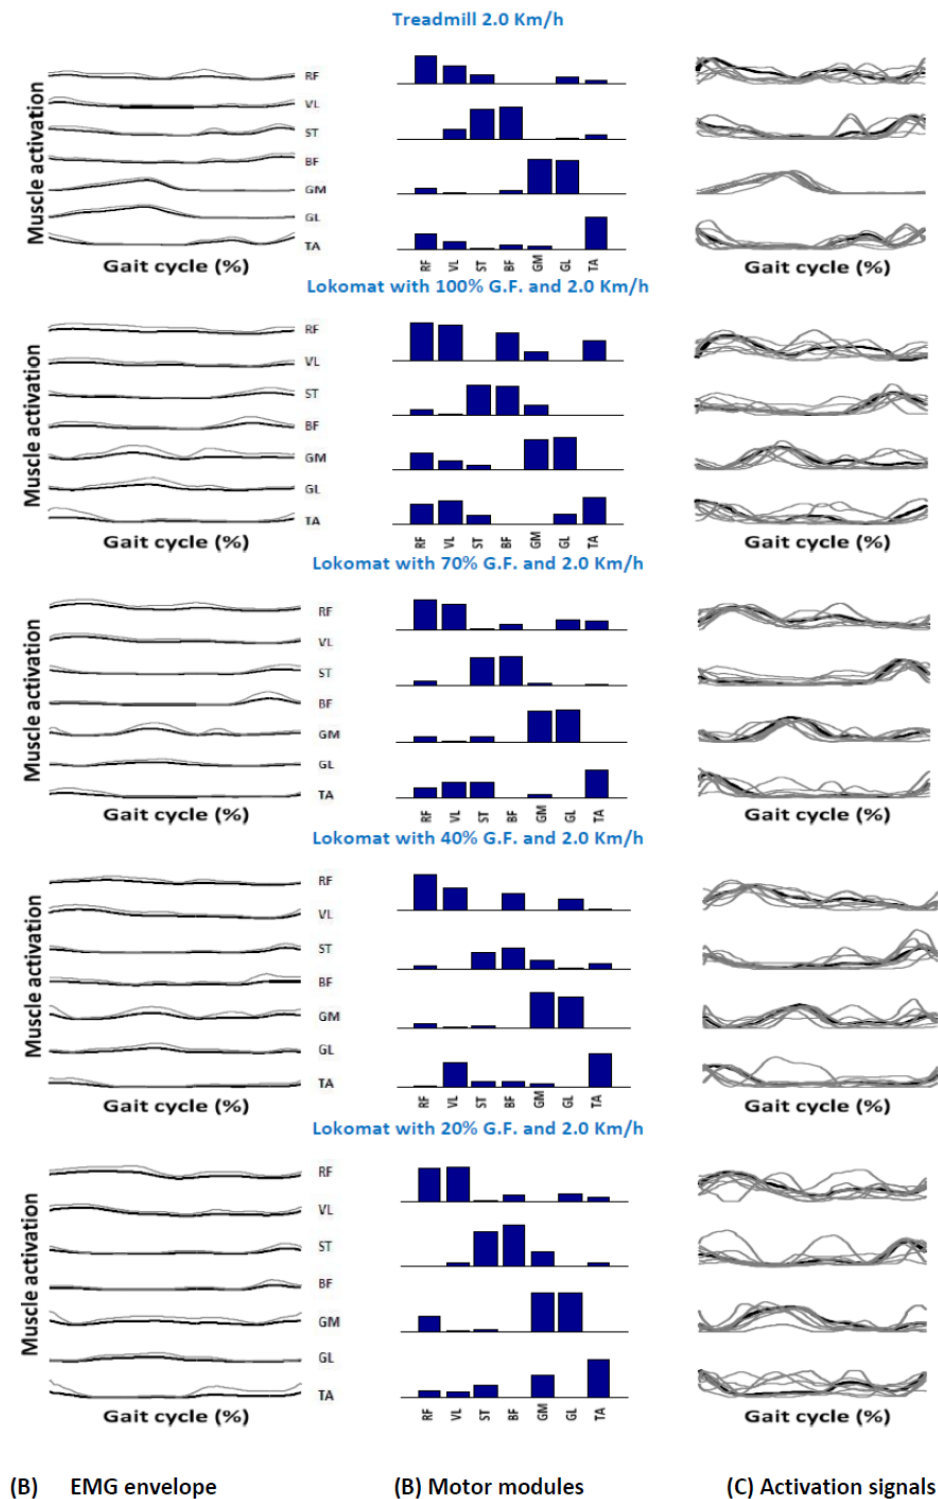 Treadmill 2.0 Km/h
Muscle activation
RF
VL
ST
BF
GM
GL
TA
Gait cycle (%)
RF VL ST BF GM GL TA
Gait cycle (%)
Lokomat with 100% G.F. and 2.0 Km/h
Muscle activation
RF
VL
ST
BF
GM
GL
TA
Gait cycle (%)
RF VL ST BF GM GL TA
Gait cycle (%)
Lokomat with 70% G.F. and 2.0 Km/h
Muscle activation
RF
VL
ST
BF
GM
GL
TA
Gait cycle (%)
RF VL ST BF GM GL TA
Gait cycle (%)
Lokomat with 40% G.F. and 2.0 Km/h
Muscle activation
RF
VL
ST
BF
GM
GL
TA
Gait cycle (%)
RF VL ST BF GM GL TA
Gait cycle (%)
Lokomat with 20% G.F. and 2.0 Km/h
Muscle activation
RF
VL
ST
BF
GM
GL
TA
Gait cycle (%)
RF VL ST BF GM GL TA
Gait cycle (%)
(B) EMG envelope (B) Motor modules (C) Activation signals